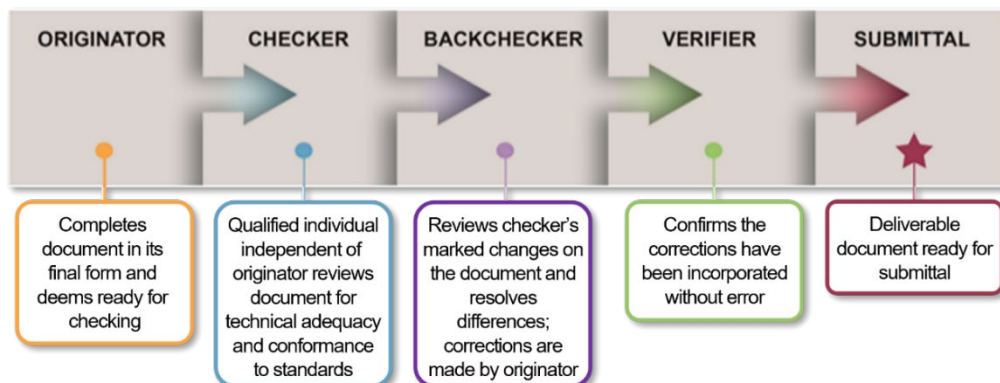 ORIGINATOR
CHECKER
BACKCHECKER
VERIFIER
SUBMITTAL
Completes
document in its
final form and
deems ready for
checking
Qualified individual
independent of
originator reviews
document for
technical adequacy
and conformance
to standards
Reviews checker’s
marked changes on
the document and
resolves
differences;
corrections are
made by originator
Confirms the
corrections have
been incorporated
without error
Deliverable
document ready for
submittal